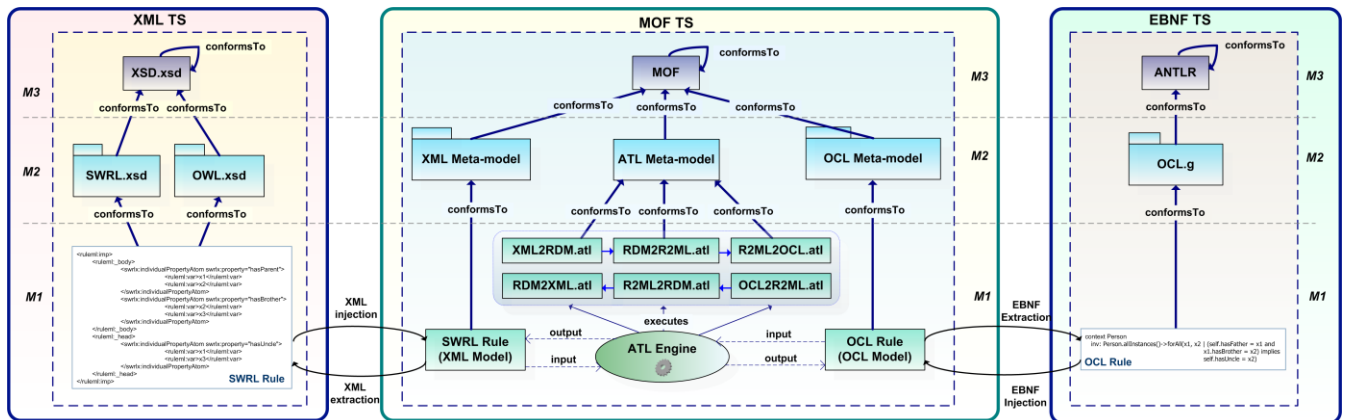 XML TS
conformsTo
XSD.xsd
M3
conformsTo
conformsTo
SWRL.xsd
OWL.xsd
M2
conformsTo
conformsTo
M1
<ruleml:imp>
<ruleml:_body>
<swrlx:individualPropertyAtom swrlx:property="hasParent">
<ruleml:var>x1</ruleml:var>
<ruleml:var>x2</ruleml:var>
</swrlx:individualPropertyAtom>
<swrlx:individualPropertyAtom swrlx:property="hasBrother">
<ruleml:var>x2</ruleml:var>
<ruleml:var>x3</ruleml:var>
</swrlx:individualPropertyAtom>
</ruleml:_body>
<ruleml:_head>
<swrlx:individualPropertyAtom swrlx:property="hasUncle">
<ruleml:var>x1</ruleml:var>
<ruleml:var>x3</ruleml:var>
</swrlx:individualPropertyAtom>
</ruleml:_head>
</ruleml:imp>
SWRL Rule
XML
injection
XML
extraction
MOF TS
conformsTo
MOF
M3
conformsTo
conformsTo
conformsTo
XML Meta-model
ATL Meta-model
OCL Meta-model
M2
conformsTo
conformsTo
conformsTo
conformsTo
conformsTo
XML2RDM.atl
RDM2R2ML.atl
R2ML2OCL.atl
RDM2XML.atl
R2ML2RDM.atl
OCL2R2ML.atl
M1
executes
SWRL Rule
(XML Model)
output
input
ATL Engine
input
output
OCL Rule
(OCL Model)
EBNF
Extraction
EBNF
Injection
EBNF TS
conformsTo
ANTLR
M3
conformsTo
OCL.g
M2
conformsTo
M1
context Person
inv: Person.allInstances()->forAll(x1, x2 | (self.hasFather = x1 and
x1.hasBrother = x2) implies
self.hasUncle = x2)
OCL Rule